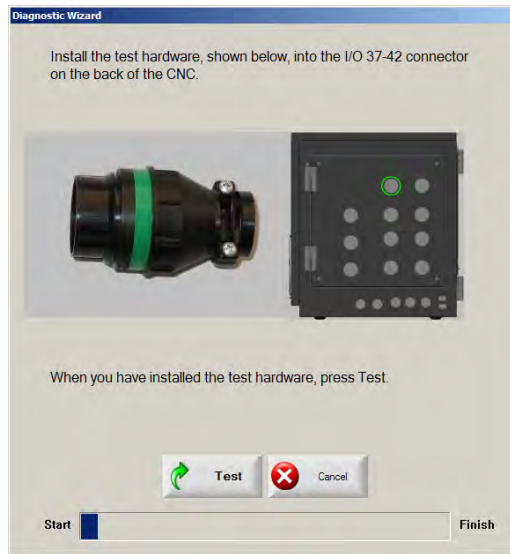 Diagnostic Wizard
Install the test hardware, shown below, into the I/O 37-42 connector
on the back of the CNC.
When you have installed the test hardware, press Test.
Test
Cancel
Start
Finish